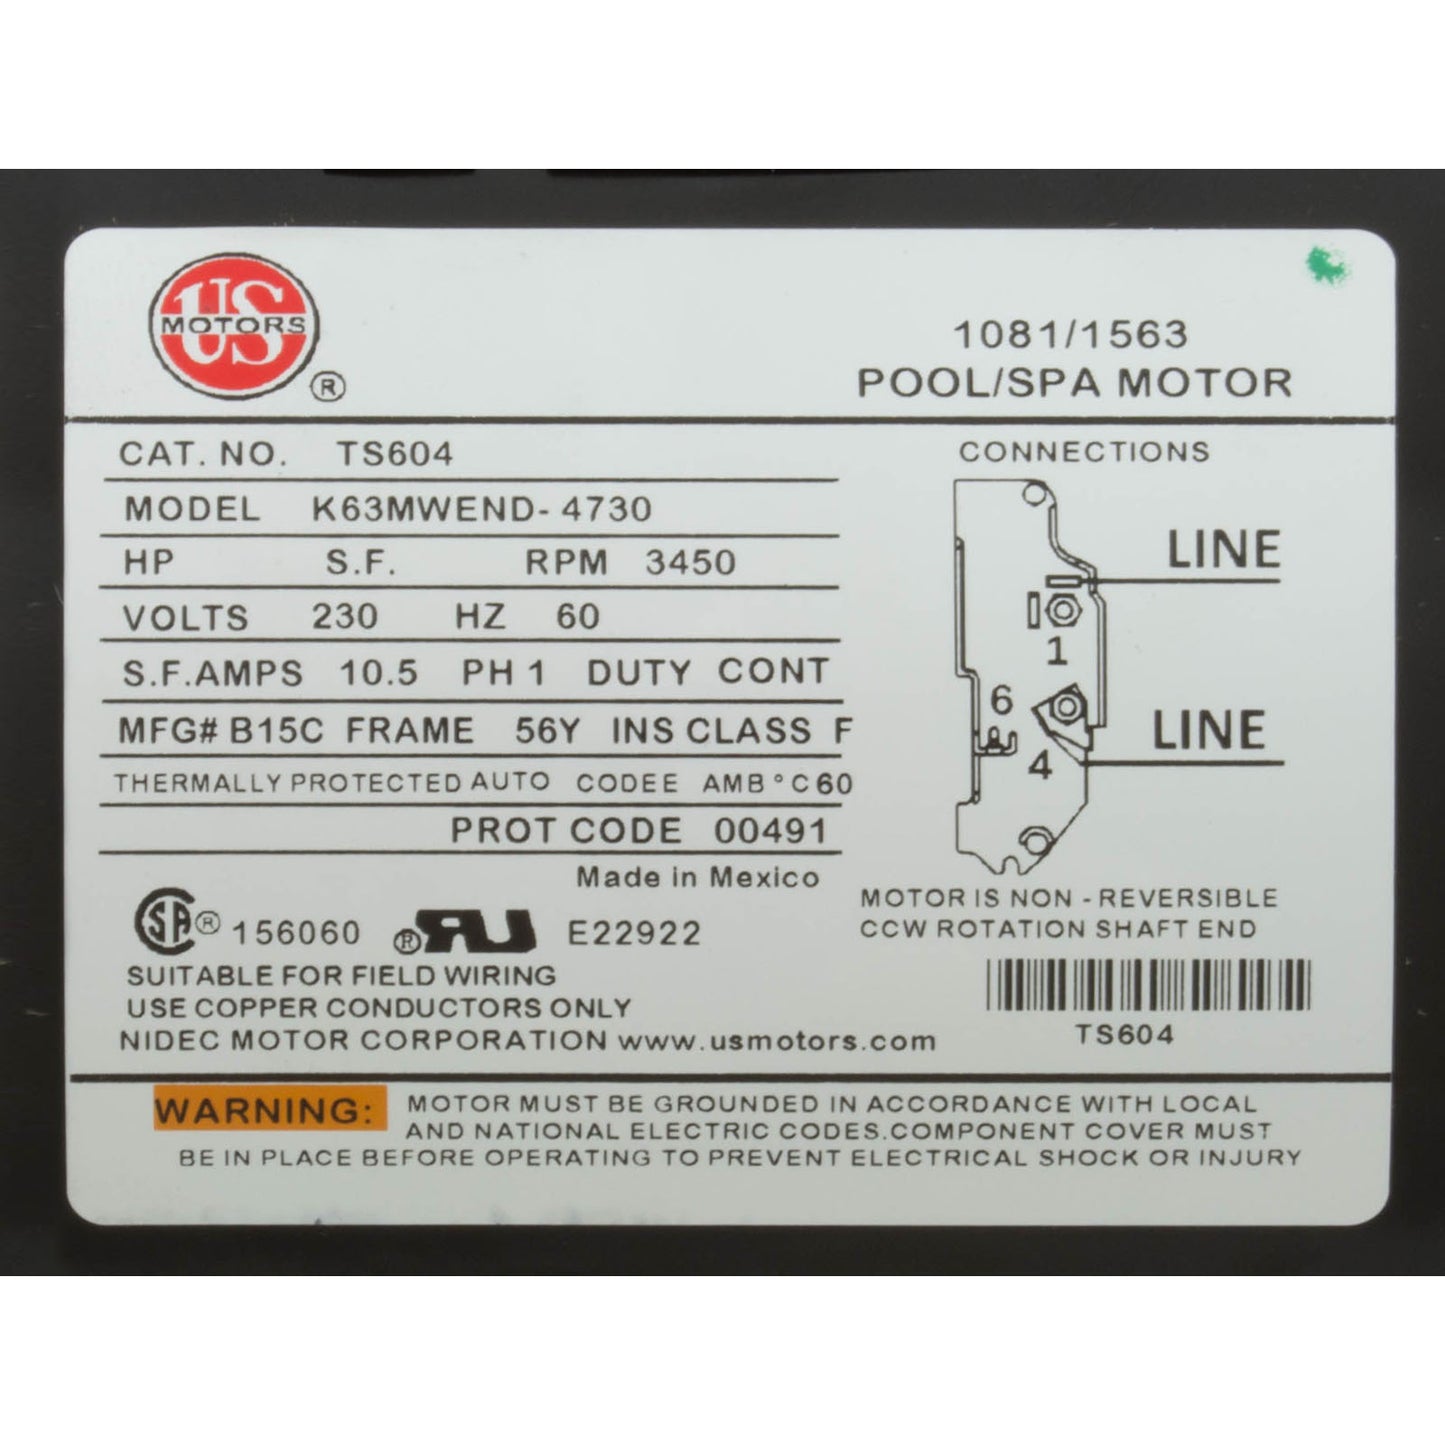 US
MOTORS
®
1081/1563
POOL/SPA MOTOR
CAT. NO. TS604
MODEL K63MWEND-4730
HP S.F. RPM 3450
VOLTS 230 HZ 60
S.F.AMPS 10.5 PH 1 DUTY CONT
MFG# B15C FRAME 56Y INS CLASS F
THERMALLY PROTECTED AUTO CODE E AMB °C 60
PROT CODE 00491
Made in Mexico
CONNECTIONS
LINE
1
6
LINE
4
MOTOR IS NON - REVERSIBLE
CCW ROTATION SHAFT END
SA ® 156060 ® RU E22922
SUITABLE FOR FIELD WIRING
USE COPPER CONDUCTORS ONLY
NIDEC MOTOR CORPORATION www.usmotors.com
TS604
WARNING: MOTOR MUST BE GROUNDED IN ACCORDANCE WITH LOCAL
AND NATIONAL ELECTRIC CODES.COMPONENT COVER MUST
BE IN PLACE BEFORE OPERATING TO PREVENT ELECTRICAL SHOCK OR INJURY